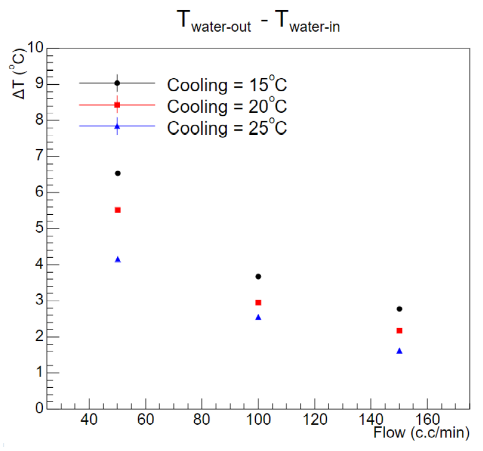 T water-out - T water-in
ΔT (°C)
10
9
8
7
6
5
4
3
2
1
0
Cooling = 15°C
Cooling = 20°C
Cooling = 25°C
40 60 80 100 120 140 160
Flow (c.c/min)